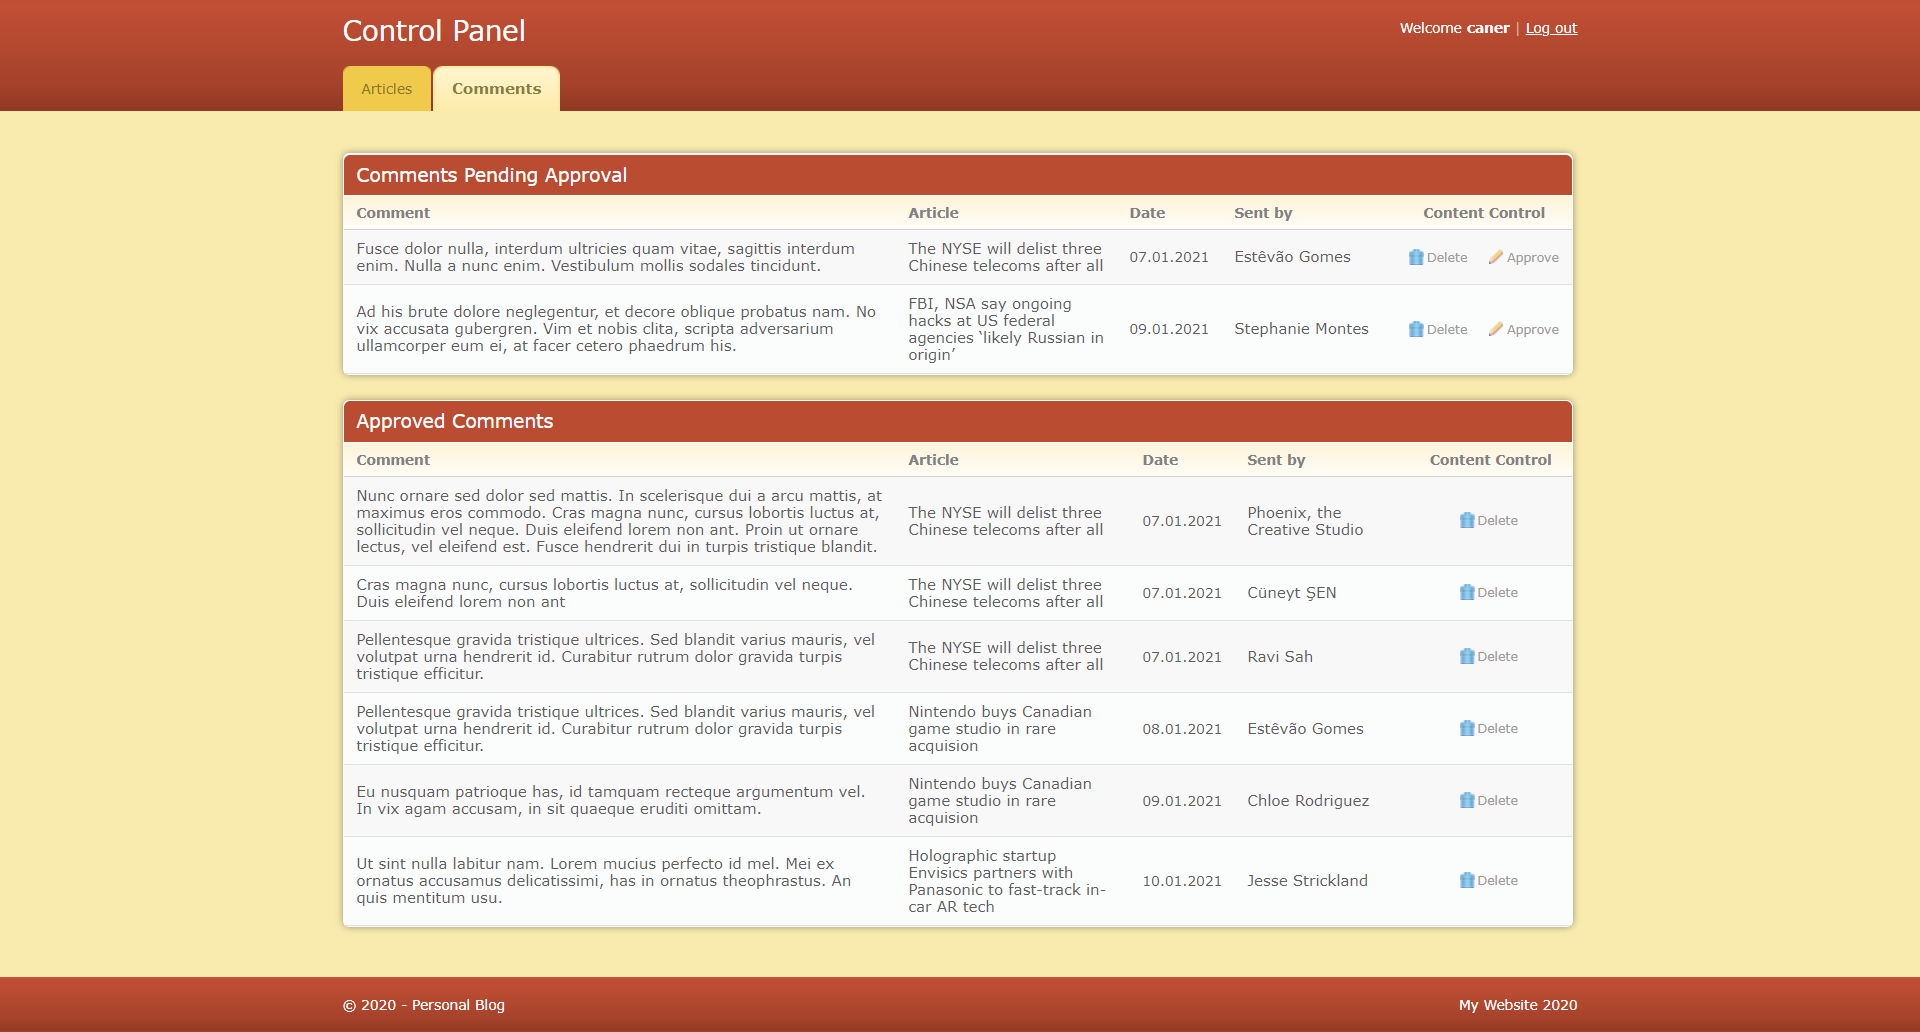 Control Panel
Welcome caner | Log out
Articles
Comments
Comments Pending Approval
Comment Article Date Sent by Content Control
Fusce dolor nulla, interdum ultricies quam vitae, sagittis interdum
enim. Nulla a nunc enim. Vestibulum mollis sodales tincidunt.
The NYSE will delist three
Chinese telecoms after all
07.01.2021
Estêvão Gomes
Delete Approve
Ad his brute dolore neglegentur, et decore oblique probatus nam. No
vix accusata gubergren. Vim et nobis clita, scripta adversarium
ullamcorper eum ei, at facer cetero phaedrum his.
FBI, NSA say ongoing
hacks at US federal
agencies ‘likely Russian in
origin’
09.01.2021
Stephanie Montes
Delete Approve
Approved Comments
Comment Article Date Sent by Content Control
Nunc ornare sed dolor sed mattis. In scelerisque dui a arcu mattis, at
maximus eros commodo. Cras magna nunc, cursus lobortis luctus at,
sollicitudin vel neque. Duis eleifend lorem non ant. Proin ut ornare
lectus, vel eleifend est. Fusce hendrerit dui in turpis tristique blandit.
The NYSE will delist three
Chinese telecoms after all
07.01.2021
Phoenix, the
Creative Studio
Delete
Cras magna nunc, cursus lobortis luctus at, sollicitudin vel neque.
Duis eleifend lorem non ant
The NYSE will delist three
Chinese telecoms after all
07.01.2021
Cüneyt ŞEN
Delete
Pellentesque gravida tristique ultrices. Sed blandit varius mauris, vel
volutpat urna hendrerit id. Curabitur rutrum dolor gravida turpis
tristique efficitur.
The NYSE will delist three
Chinese telecoms after all
07.01.2021
Ravi Sah
Delete
Pellentesque gravida tristique ultrices. Sed blandit varius mauris, vel
volutpat urna hendrerit id. Curabitur rutrum dolor gravida turpis
tristique efficitur.
Nintendo buys Canadian
game studio in rare
acquision
08.01.2021
Estêvão Gomes
Delete
Eu nusquam patrioque has, id tamquam recteque argumentum vel.
In vix agam accusam, in sit quaeque eruditi omittam.
Nintendo buys Canadian
game studio in rare
acquision
09.01.2021
Chloe Rodriguez
Delete
Ut sint nulla labitur nam. Lorem mucius perfecto id mel. Mei ex
ornatus accusamus delicatissimi, has in ornatus theophrastus. An
quis mentitum usu.
Holographic startup
Envisics partners with
Panasonic to fast-track in-
car AR tech
10.01.2021
Jesse Strickland
Delete
© 2020 - Personal Blog
My Website 2020